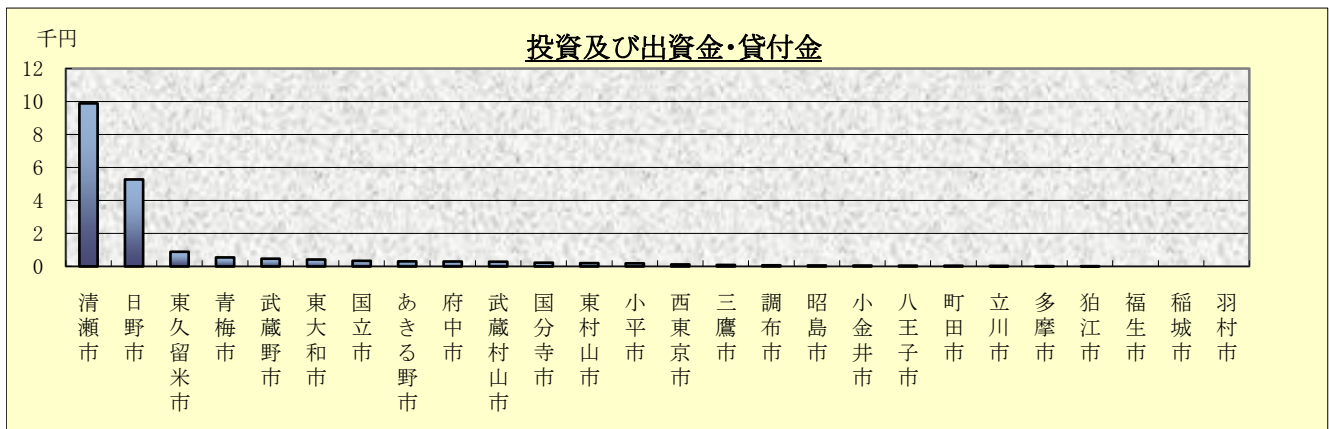 千円
投資及び出資金・貸付金
12
10
8
6
4
2
0
清瀬市
日野市
東久留米市
青梅市
武蔵野市
東大和市
国立市
あきる野市
府中市
武蔵村山市
国分寺市
東村山市
小平市
西東京市
三鷹市
調布市
昭島市
小金井市
八王子市
町田市
立川市
多摩市
狛江市
福生市
稲城市
羽村市